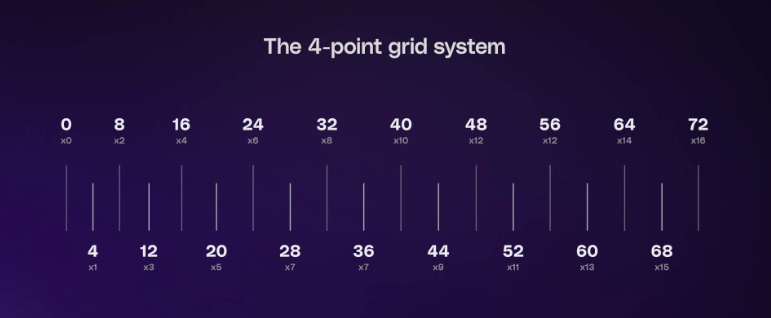 The 4-point grid system
0 8 16 24 32 40 48 56 64 72
x0 x2 x4 x6 x8 x10 x12 x12 x14 x16
4 12 20 28 36 44 52 60 68
x1 x3 x5 x7 x7 x9 x11 x13 x15